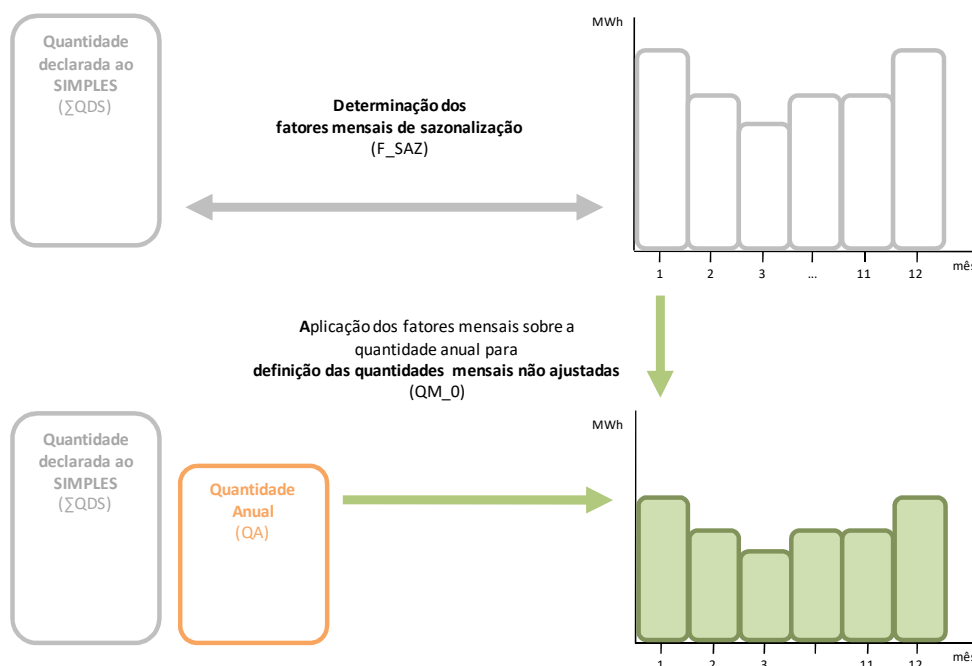 Quantidade
declarada ao
SIMPLES
(∑QDS)
Determinação dos
fatores mensais de sazonalização
(F_SAZ)
MWh
1 2 3 ... 11 12 mês
Aplicação dos fatores mensais sobre a
quantidade anual para
definição das quantidades mensais não ajustadas
(QM_0)
Quantidade
declarada ao
SIMPLES
(∑QDS)
Quantidade
Anual
(QA)
MWh
1 2 3 11 12 mês